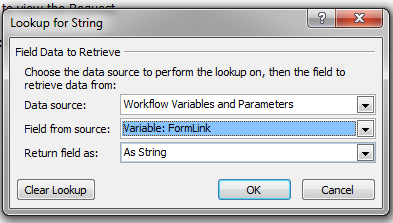 to view the Request
Lookup for String
Field Data to Retrieve
Choose the data source to perform the lookup on, then the field to
retrieve data from:
Data source: Workflow Variables and Parameters
Field from source: Variable: FormLink
Return field as: As String
Clear Lookup OK Cancel